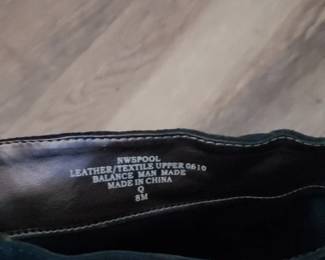 NWSPOOL
LEATHER/TEXTILE UPPER 0610
BALANCE MAN MADE
MADE IN CHINA
Q
8M